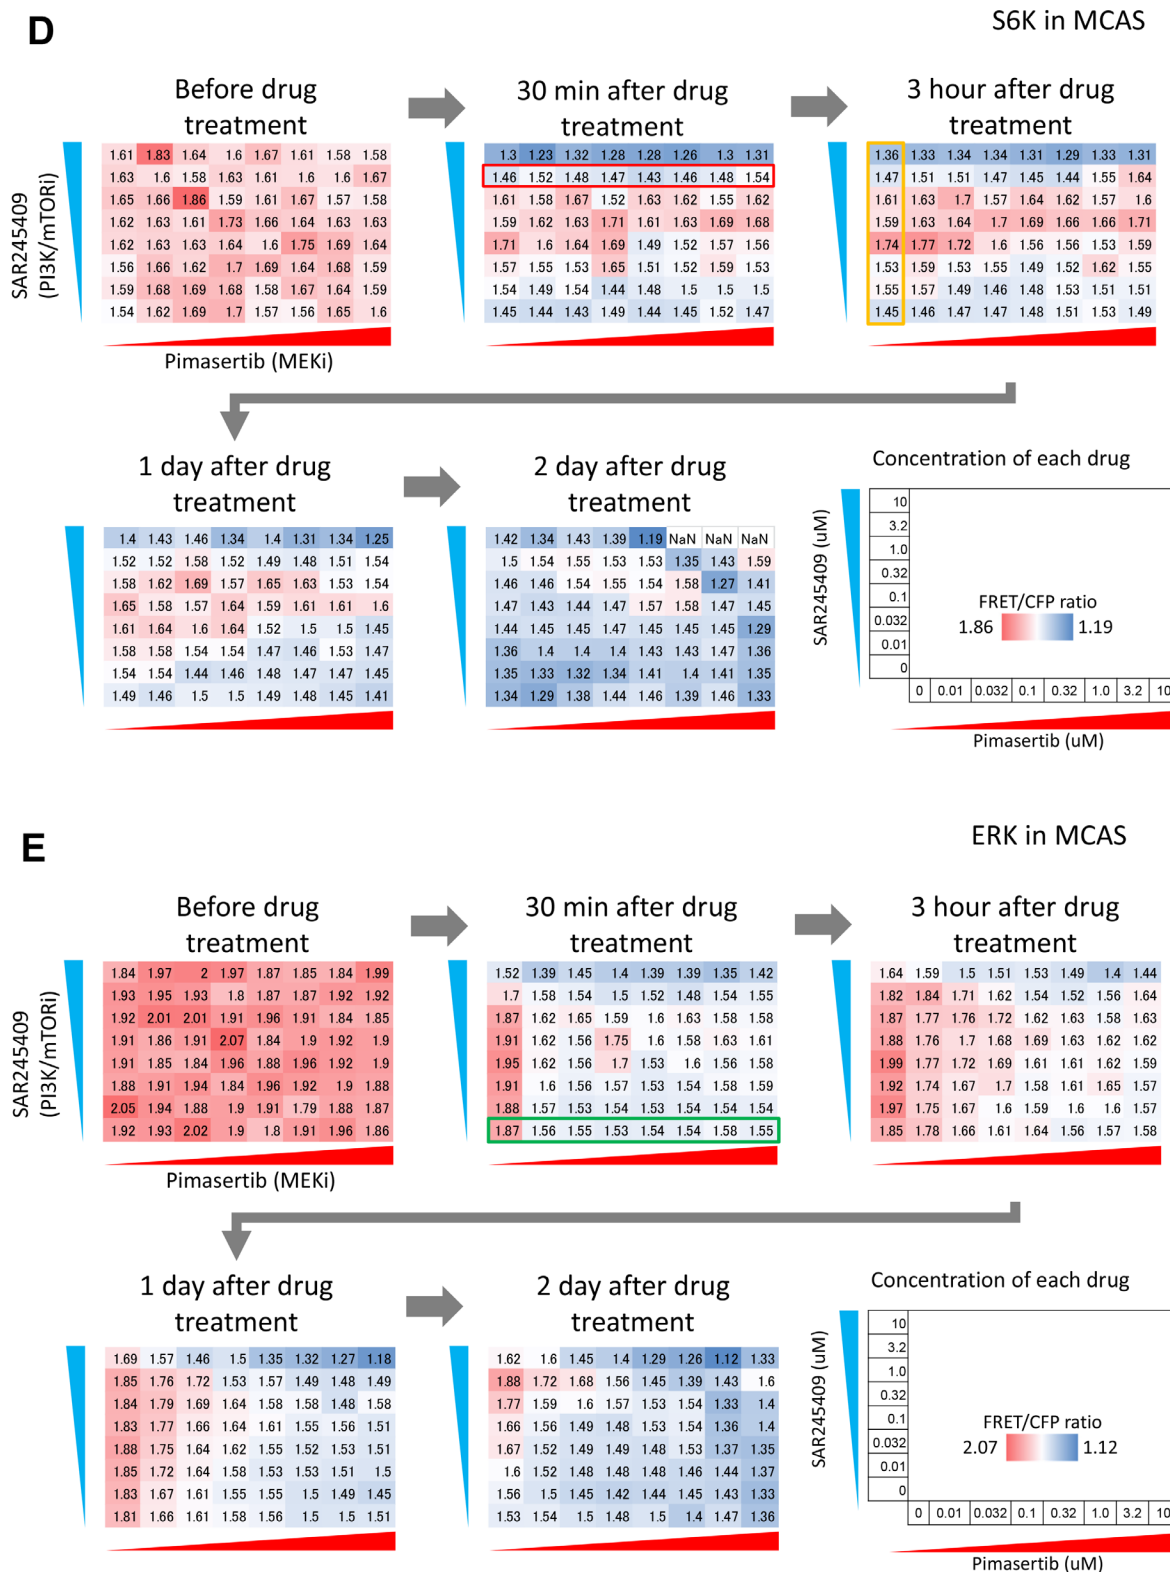 D
S6K in MCAS
Before drug
treatment
30 min after drug
treatment
3 hour after drug
treatment
SAR245409
(PI3K/mTORi)
1.61 1.83 1.64 1.6 1.67 1.61 1.58 1.58
1.63 1.6 1.58 1.63 1.61 1.6 1.6 1.67
1.65 1.66 1.86 1.59 1.61 1.67 1.57 1.58
1.62 1.63 1.61 1.73 1.66 1.64 1.63 1.63
1.62 1.63 1.63 1.64 1.6 1.75 1.69 1.64
1.56 1.66 1.62 1.7 1.69 1.64 1.68 1.59
1.59 1.68 1.69 1.68 1.58 1.67 1.64 1.59
1.54 1.62 1.69 1.7 1.57 1.56 1.65 1.6
Pimasertib (MEKi)
1.3 1.23 1.32 1.28 1.28 1.26 1.3 1.31
1.46 1.52 1.48 1.47 1.43 1.46 1.48 1.54
1.61 1.58 1.67 1.52 1.63 1.62 1.55 1.62
1.59 1.62 1.63 1.71 1.61 1.63 1.69 1.68
1.71 1.6 1.64 1.69 1.49 1.52 1.57 1.56
1.57 1.55 1.53 1.65 1.51 1.52 1.59 1.53
1.54 1.49 1.54 1.44 1.48 1.5 1.5 1.5
1.45 1.44 1.43 1.49 1.44 1.45 1.52 1.47
1.36 1.33 1.34 1.34 1.31 1.29 1.33 1.31
1.47 1.51 1.51 1.47 1.45 1.44 1.55 1.64
1.61 1.63 1.7 1.57 1.64 1.62 1.57 1.6
1.59 1.63 1.64 1.7 1.69 1.66 1.66 1.71
1.74 1.77 1.72 1.6 1.56 1.56 1.53 1.59
1.53 1.59 1.53 1.55 1.49 1.52 1.62 1.55
1.55 1.57 1.49 1.46 1.48 1.53 1.51 1.51
1.45 1.46 1.47 1.47 1.48 1.51 1.53 1.49
1 day after drug
treatment
2 day after drug
treatment
Concentration of each drug
1.4 1.43 1.46 1.34 1.4 1.31 1.34 1.25
1.52 1.52 1.58 1.52 1.49 1.48 1.51 1.54
1.58 1.62 1.69 1.57 1.65 1.63 1.53 1.54
1.65 1.58 1.57 1.64 1.59 1.61 1.61 1.6
1.61 1.64 1.6 1.64 1.52 1.5 1.5 1.45
1.58 1.58 1.54 1.54 1.47 1.46 1.53 1.47
1.54 1.54 1.44 1.46 1.48 1.47 1.47 1.45
1.49 1.46 1.5 1.5 1.49 1.48 1.45 1.41
1.42 1.34 1.43 1.39 1.19 NaN NaN NaN
1.5 1.54 1.55 1.53 1.53 1.35 1.43 1.59
1.46 1.46 1.54 1.55 1.54 1.58 1.27 1.41
1.47 1.43 1.44 1.47 1.57 1.58 1.47 1.45
1.44 1.45 1.45 1.47 1.45 1.45 1.45 1.29
1.36 1.4 1.4 1.4 1.43 1.43 1.47 1.36
1.35 1.33 1.32 1.34 1.41 1.4 1.41 1.35
1.34 1.29 1.38 1.44 1.46 1.39 1.46 1.33
SAR245409 (uM)
10
3.2
1.0
0.32
0.1
0.032
0.01
0
FRET/CFP ratio
1.86 1.19
0 0.01 0.032 0.1 0.32 1.0 3.2 10
Pimasertib (uM)
E
ERK in MCAS
Before drug
treatment
30 min after drug
treatment
3 hour after drug
treatment
SAR245409
(PI3K/mTORi)
1.84 1.97 2 1.97 1.87 1.85 1.84 1.99
1.93 1.95 1.93 1.8 1.87 1.87 1.92 1.92
1.92 2.01 2.01 1.91 1.96 1.91 1.84 1.85
1.91 1.86 1.91 2.07 1.84 1.9 1.92 1.9
1.91 1.85 1.84 1.96 1.88 1.96 1.92 1.9
1.88 1.91 1.94 1.84 1.96 1.92 1.9 1.88
2.05 1.94 1.88 1.9 1.91 1.79 1.88 1.87
1.92 1.93 2.02 1.9 1.8 1.91 1.96 1.86
Pimasertib (MEKi)
1.52 1.39 1.45 1.4 1.39 1.39 1.35 1.42
1.7 1.58 1.54 1.5 1.52 1.48 1.54 1.55
1.87 1.62 1.65 1.59 1.6 1.63 1.58 1.58
1.91 1.62 1.56 1.75 1.6 1.58 1.63 1.61
1.95 1.62 1.56 1.7 1.53 1.6 1.56 1.58
1.91 1.6 1.56 1.57 1.53 1.54 1.58 1.59
1.88 1.57 1.53 1.54 1.53 1.54 1.54 1.54
1.87 1.56 1.55 1.53 1.54 1.54 1.58 1.55
1.64 1.59 1.5 1.51 1.53 1.49 1.4 1.44
1.82 1.84 1.71 1.62 1.54 1.52 1.56 1.64
1.87 1.77 1.76 1.72 1.62 1.63 1.58 1.63
1.88 1.76 1.7 1.68 1.69 1.63 1.62 1.62
1.99 1.77 1.72 1.69 1.61 1.61 1.62 1.59
1.92 1.74 1.67 1.7 1.58 1.61 1.65 1.57
1.97 1.75 1.67 1.6 1.59 1.6 1.6 1.57
1.85 1.78 1.66 1.61 1.64 1.56 1.57 1.58
1 day after drug
treatment
2 day after drug
treatment
Concentration of each drug
1.69 1.57 1.46 1.5 1.35 1.32 1.27 1.18
1.85 1.76 1.72 1.53 1.57 1.49 1.48 1.49
1.84 1.79 1.69 1.64 1.58 1.58 1.48 1.58
1.83 1.77 1.66 1.64 1.61 1.55 1.56 1.51
1.88 1.75 1.64 1.62 1.55 1.52 1.53 1.51
1.85 1.72 1.64 1.58 1.53 1.53 1.51 1.5
1.83 1.67 1.61 1.55 1.55 1.5 1.49 1.45
1.81 1.66 1.61 1.58 1.56 1.5 1.5 1.51
1.62 1.6 1.45 1.4 1.29 1.26 1.12 1.33
1.88 1.72 1.68 1.56 1.45 1.39 1.43 1.6
1.77 1.59 1.6 1.57 1.53 1.54 1.33 1.4
1.66 1.56 1.49 1.48 1.53 1.54 1.36 1.4
1.67 1.52 1.49 1.49 1.48 1.53 1.37 1.35
1.6 1.52 1.48 1.48 1.48 1.46 1.44 1.37
1.56 1.5 1.45 1.42 1.44 1.45 1.43 1.33
1.53 1.54 1.5 1.48 1.5 1.4 1.47 1.36
SAR245409 (uM)
10
3.2
1.0
0.32
0.1
0.032
0.01
0
FRET/CFP ratio
2.07 1.12
0 0.01 0.032 0.1 0.32 1.0 3.2 10
Pimasertib (uM)